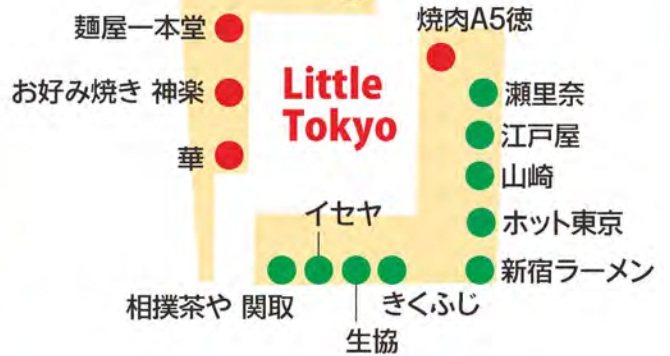 麺屋一本堂
焼肉A5徳
お好み焼き 神楽
Little
Tokyo
瀬里奈
江戸屋
華
山崎
イセヤ
ホット東京
新宿ラーメン
相撲茶や 関取
きくふじ
生協